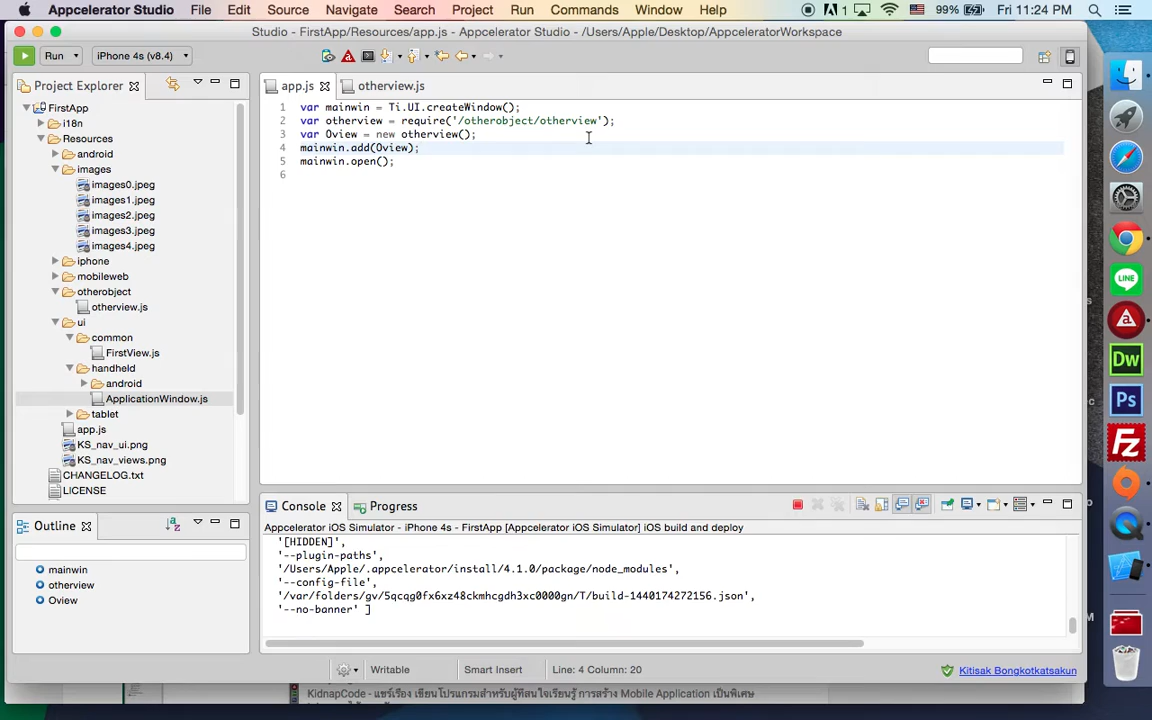 Appcelerator Studio File Edit Source Navigate Search Project Run Commands Window Help 1 99% Fri 11:24 PM
Studio - FirstApp/Resources/app.js - Appcelerator Studio - /Users/Apple/Desktop/AppceleratorWorkspace
Run iPhone 4s (v8.4)
Project Explorer
FirstApp
i18n
Resources
android
images
images0.jpeg
images1.jpeg
images2.jpeg
images3.jpeg
images4.jpeg
iphone
mobileweb
otherobject
otherview.js
ui
common
FirstView.js
handheld
android
ApplicationWindow.js
tablet
app.js
KS_nav_ui.png
KS_nav_views.png
CHANGELOG.txt
LICENSE
Outline
mainwin
otherview
Oview
app.js otherview.js
1 var mainwin = Ti.UI.createWindow();
2 var otherview = require('/otherobject/otherview');
3 var Oview = new otherview();
4 mainwin.add(Oview);
5 mainwin.open();
6
Console Progress
Appcelerator iOS Simulator - iPhone 4s - FirstApp [Appcelerator iOS Simulator] iOS build and deploy
'[HIDDEN]',
'--plugin-paths',
'/Users/Apple/.appcelerator/install/4.1.0/package/node_modules',
'--config-file',
'/var/folders/gv/5qcqg0fx6xz48ckmhcgdh3xc0000gn/T/build-1440174272156.json',
'--no-banner' ]
Writable Smart Insert Line: 4 Column: 20 Kitisak Bongkotkatsakun
KidnapCode - แชร์เรื่อง เขียนโปรแกรมสำหรับผู้ที่สนใจเรียนรู้ การสร้าง Mobile Application เป็นพิเศษ
LINE
Dw
Ps
Fz